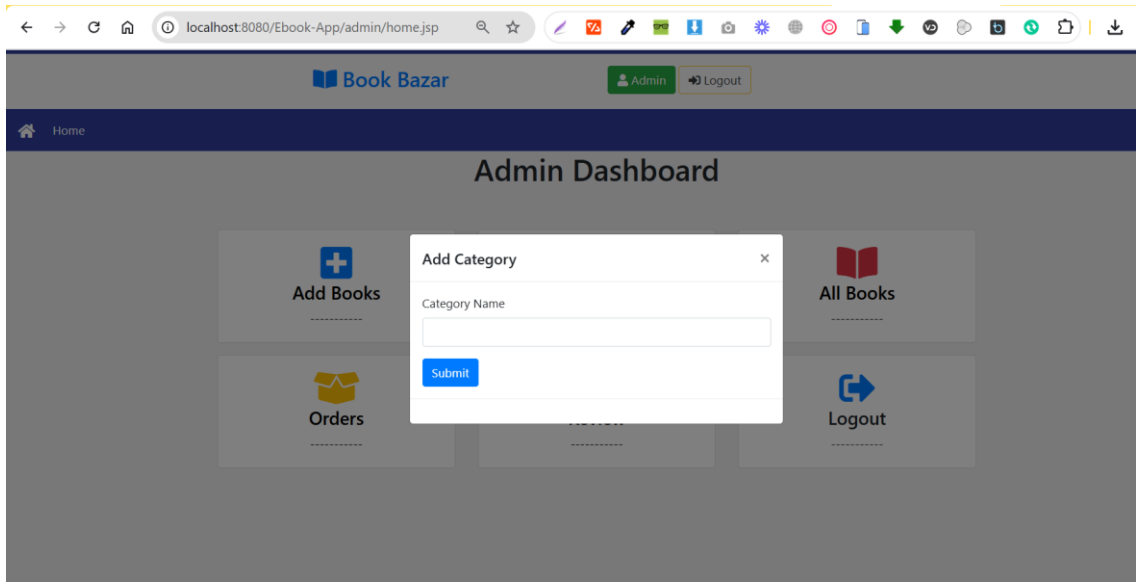 localhost:8080/Ebook-App/admin/home.jsp
Book Bazar
Admin
Logout
Home
Admin Dashboard
Add Category
×
Category Name
Submit
Add Books
-----------
All Books
-----------
Orders
-----------
-----------
Logout
-----------